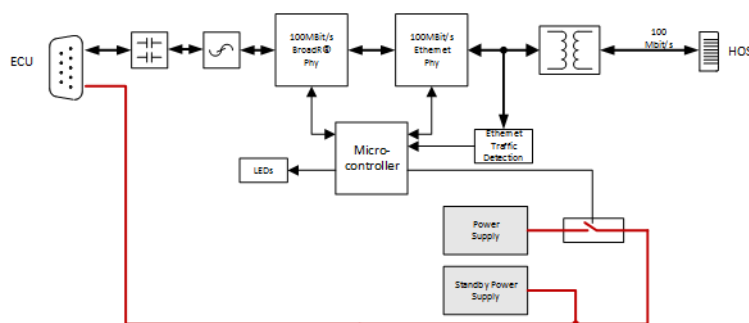 100MBit/s
BroadR®
Phy
100MBit/s
Ethernet
Phy
100
Mbit/s
ECU
HOS
Micro-
controller
Ethernet
Traffic
Detection
LEDs
Power
Supply
Standby Power
Supply